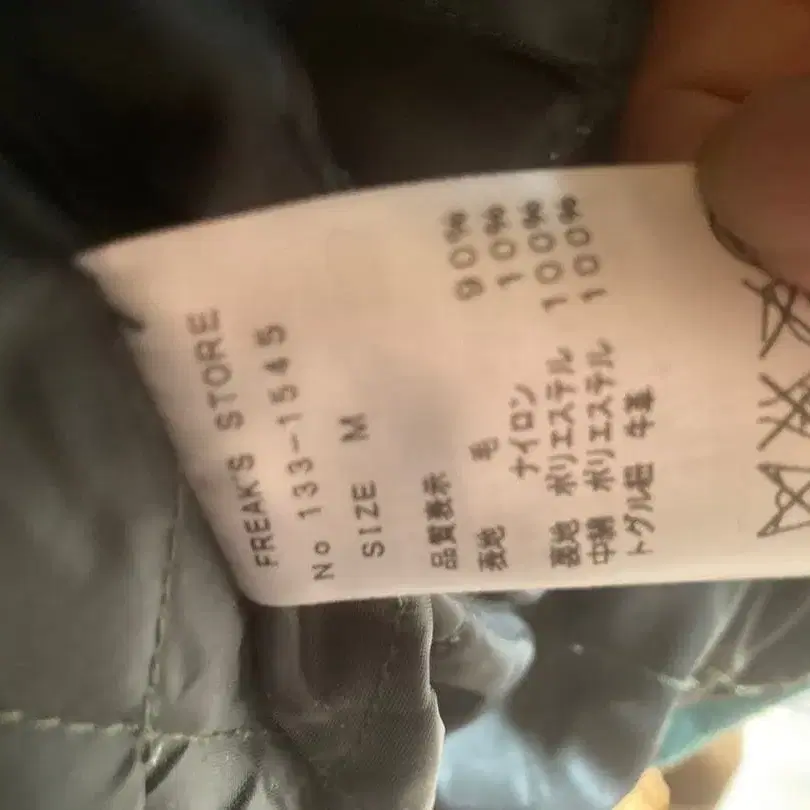 FREAK'S STORE
No 133-1545
SIZE M
品質表示
表地 毛 90%
ナイロン 10%
裏地 ポリエステル 100%
中綿 ポリエステル 100%
トグル紐 牛革